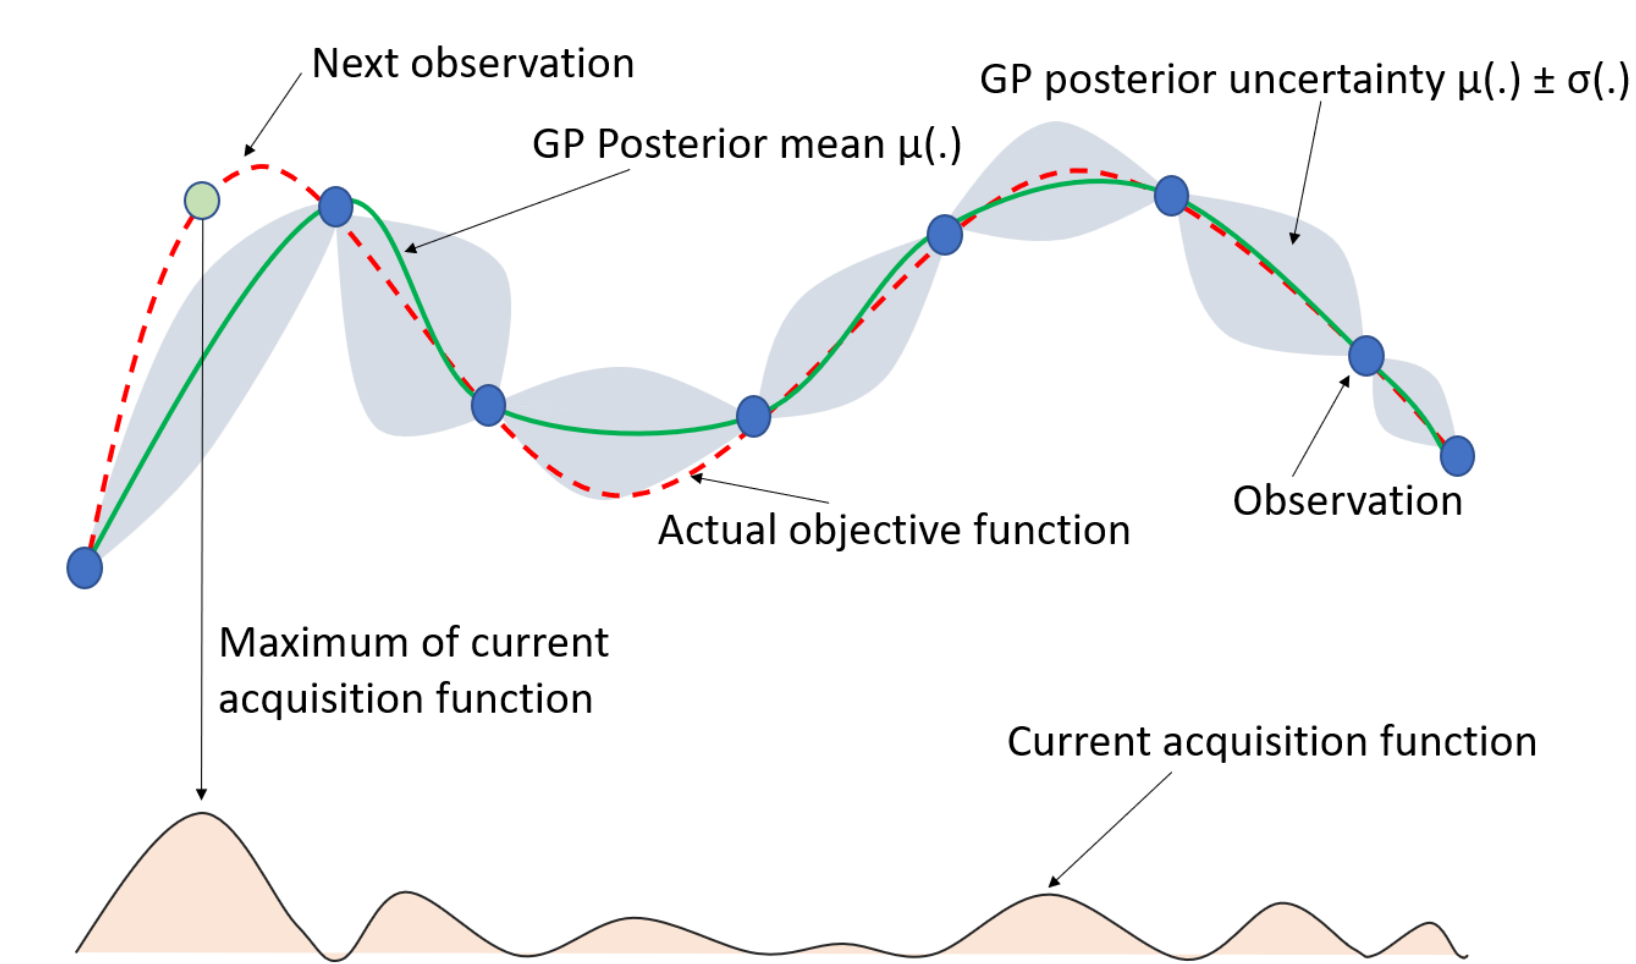 Next observation
GP posterior uncertainty μ(.) ± σ(.)
GP Posterior mean μ(.)
Actual objective function
Observation
Maximum of current
acquisition function
Current acquisition function